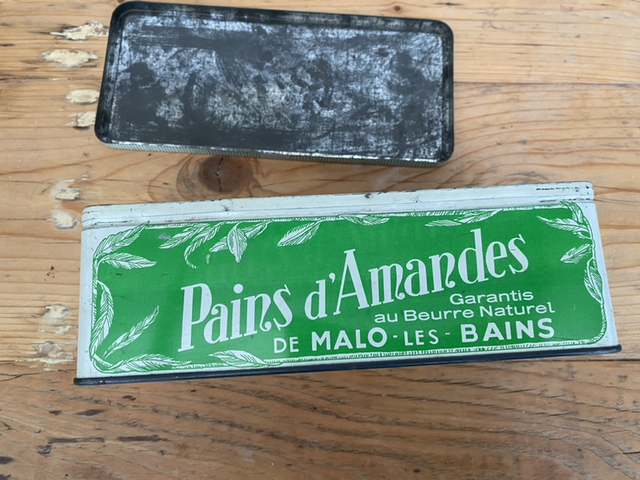 Pains d'Amandes
Garantis
au Beurre Naturel
DE MALO-LES-BAINS